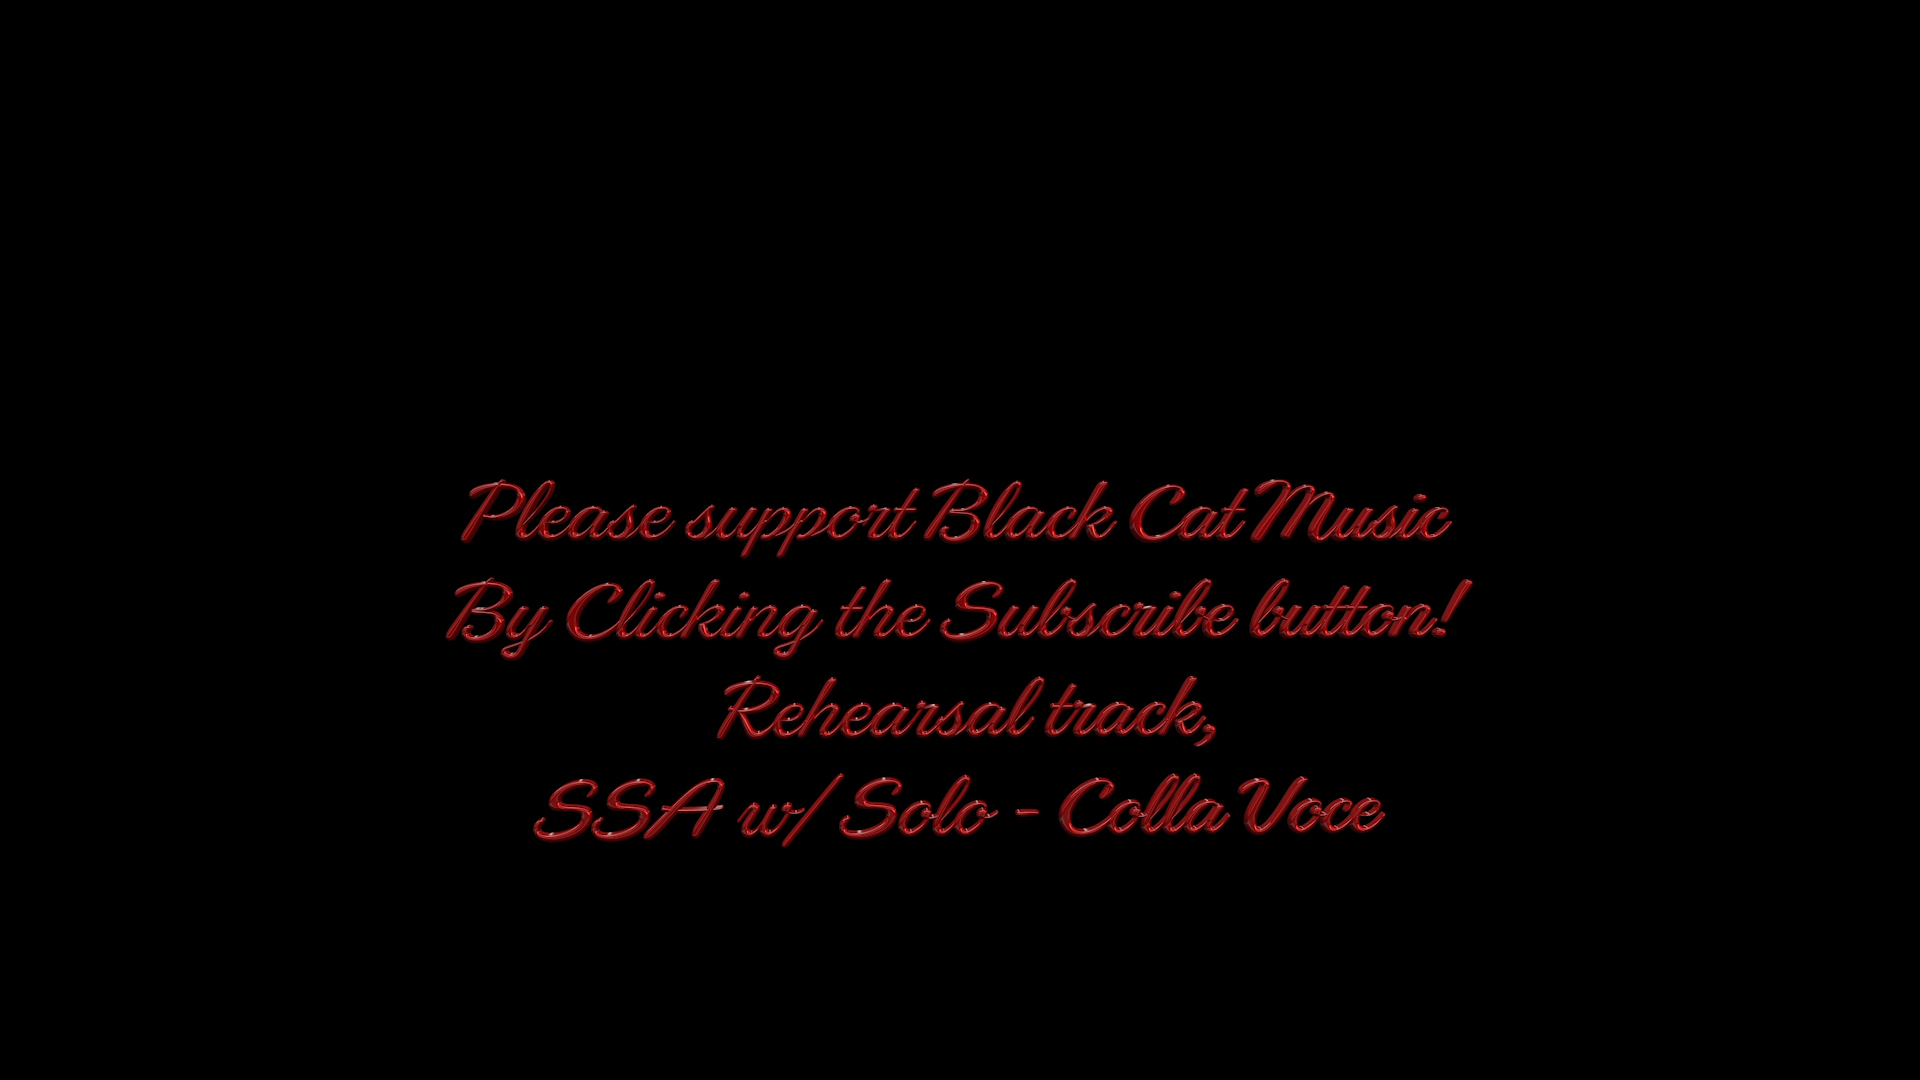 Please support Black Cat Music
By Clicking the Subscribe button!
Rehearsal track,
SSA w/ Solo - Colla Voce